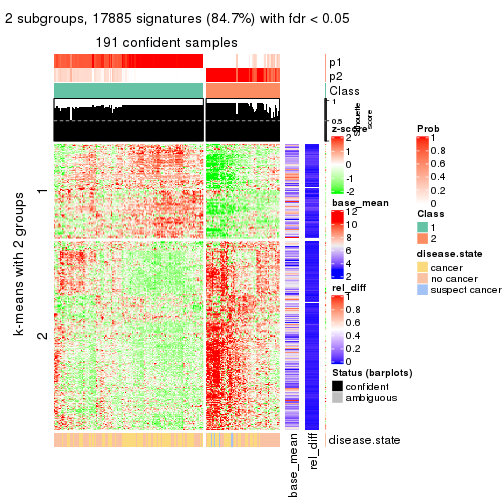 2 subgroups, 17885 signatures (84.7%) with fdr < 0.05
191 confident samples
p1
p2
Class
1
0.5
Silhouette
score
k-means with 2 groups
1
2
disease.state
base_mean
rel_diff
z-score
2
1
0
-1
-2
base_mean
12
10
8
6
4
2
rel_diff
1
0.8
0.6
0.4
0.2
0
Status (barplots)
confident
ambiguous
Prob
1
0.8
0.6
0.4
0.2
0
Class
1
2
disease.state
cancer
no cancer
suspect cancer